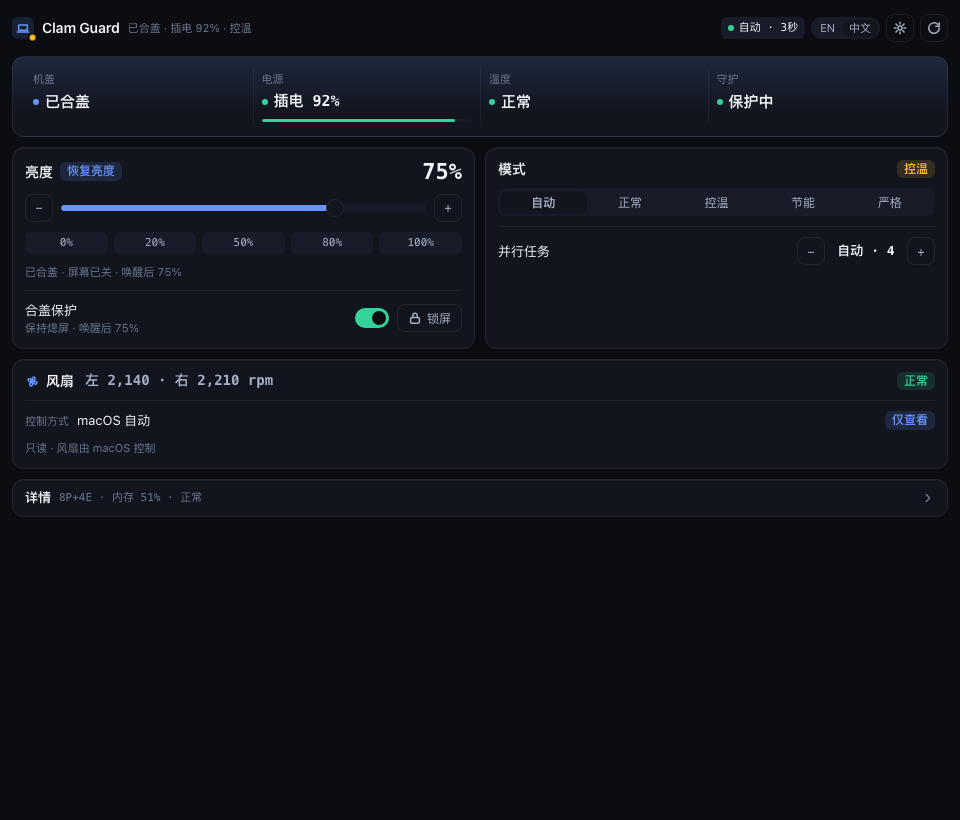 Clam Guard 已合盖 · 插电 92% · 控温
自动 · 3秒
EN 中文
机盖
已合盖
电源
插电 92%
温度
正常
守护
保护中
亮度 恢复亮度 75%
− +
0% 20% 50% 80% 100%
已合盖 · 屏幕已关 · 唤醒后 75%
合盖保护
保持熄屏 · 唤醒后 75%
锁屏
模式 控温
自动 正常 控温 节能 严格
并行任务 − 自动 · 4 +
风扇 左 2,140 · 右 2,210 rpm 正常
控制方式 macOS 自动 仅查看
只读 · 风扇由 macOS 控制
详情 8P+4E · 内存 51% · 正常